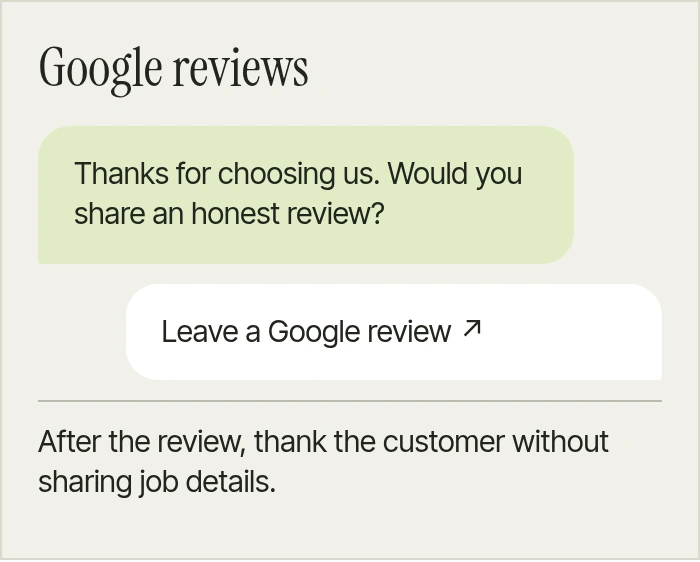 Google reviews
Thanks for choosing us. Would you
share an honest review?
Leave a Google review ↗
After the review, thank the customer without
sharing job details.